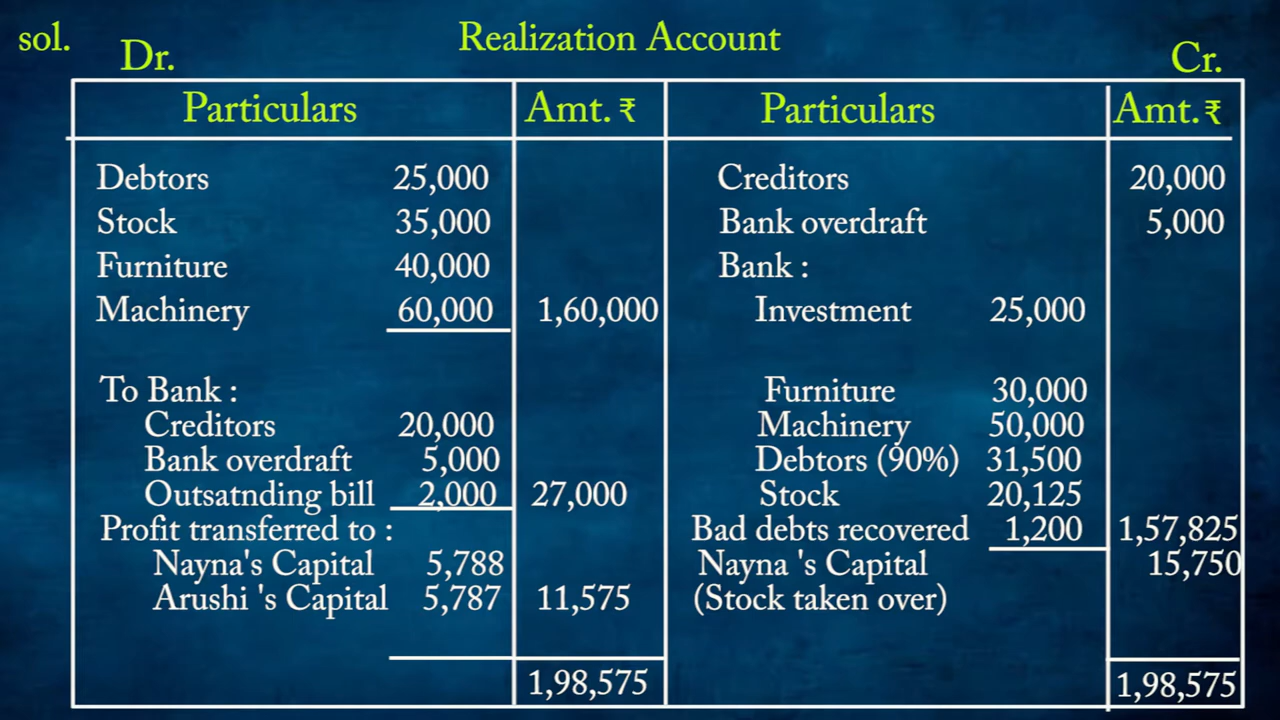 sol.
Dr.
Realization Account
Cr.
Particulars Amt. ₹ Particulars Amt. ₹
Debtors 25,000 Creditors 20,000
Stock 35,000 Bank overdraft 5,000
Furniture 40,000 Bank :
Machinery 60,000 1,60,000 Investment 25,000
To Bank : Furniture 30,000
Creditors 20,000 Machinery 50,000
Bank overdraft 5,000 Debtors (90%) 31,500
Outsatnding bill 2,000 27,000 Stock 20,125
Profit transferred to : Bad debts recovered 1,200 1,57,825
Nayna's Capital 5,788 Nayna 's Capital 15,750
Arushi 's Capital 5,787 11,575 (Stock taken over)
1,98,575 1,98,575